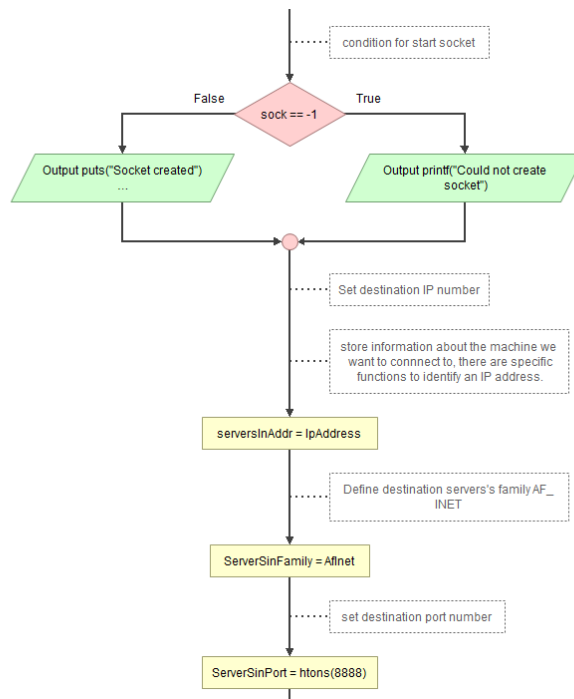 condition for start socket
False
True
sock == -1
Output puts("Socket created")
...
Output printf("Could not create
socket")
Set destination IP number
store information about the machine we
want to connnect to, there are specific
functions to identify an IP address.
serversInAddr = IpAddress
Define destination servers's family AF_
INET
ServerSinFamily = AfInet
set destination port number
ServerSinPort = htons(8888)